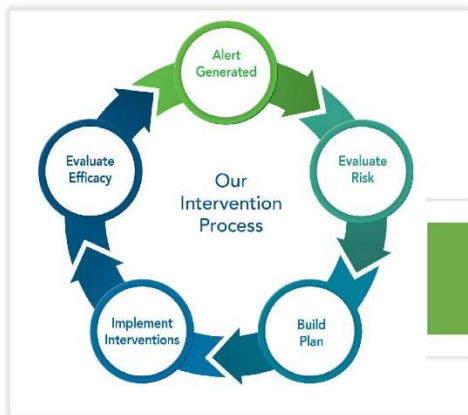 Alert
Generated
Evaluate
Risk
Build
Plan
Implement
Interventions
Evaluate
Efficacy
Our
Intervention
Process